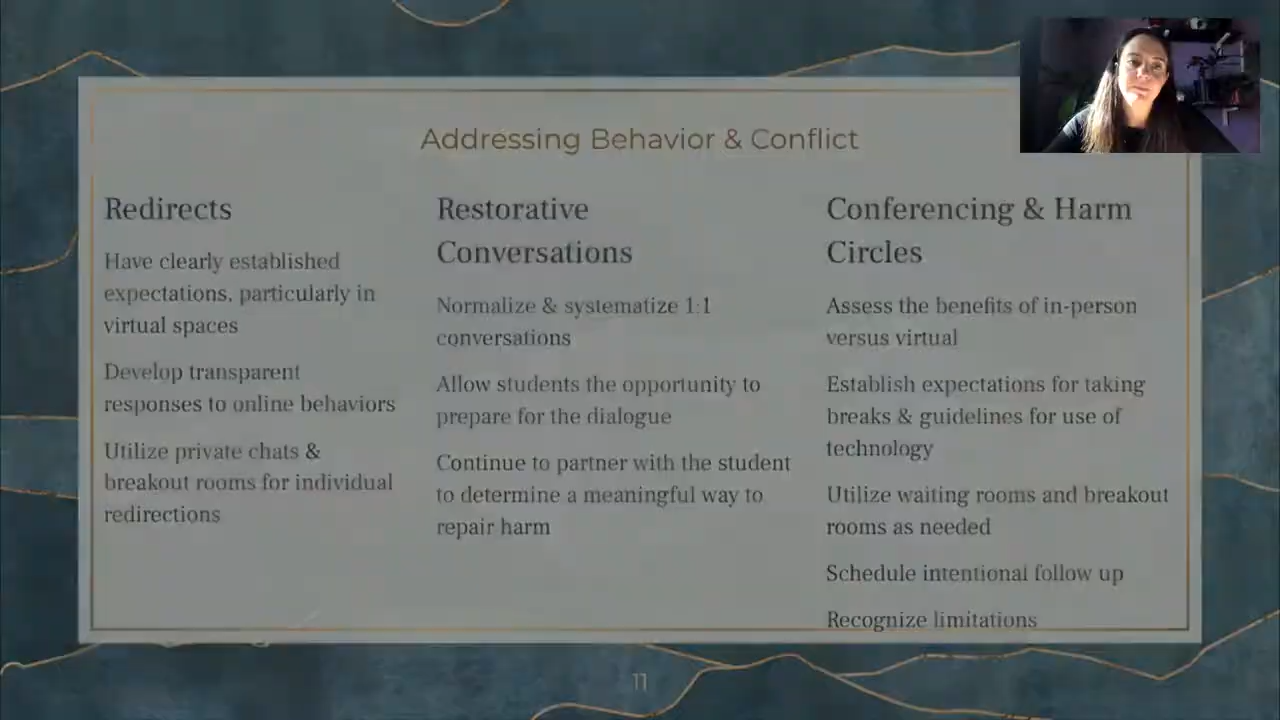 Addressing Behavior & Conflict
Redirects
Have clearly established
expectations, particularly in
virtual spaces
Develop transparent
responses to online behaviors
Utilize private chats &
breakout rooms for individual
redirections
Restorative
Conversations
Normalize & systematize 1:1
conversations
Allow students the opportunity to
prepare for the dialogue
Continue to partner with the student
to determine a meaningful way to
repair harm
Conferencing & Harm
Circles
Assess the benefits of in-person
versus virtual
Establish expectations for taking
breaks & guidelines for use of
technology
Utilize waiting rooms and breakout
rooms as needed
Schedule intentional follow up
Recognize limitations
11